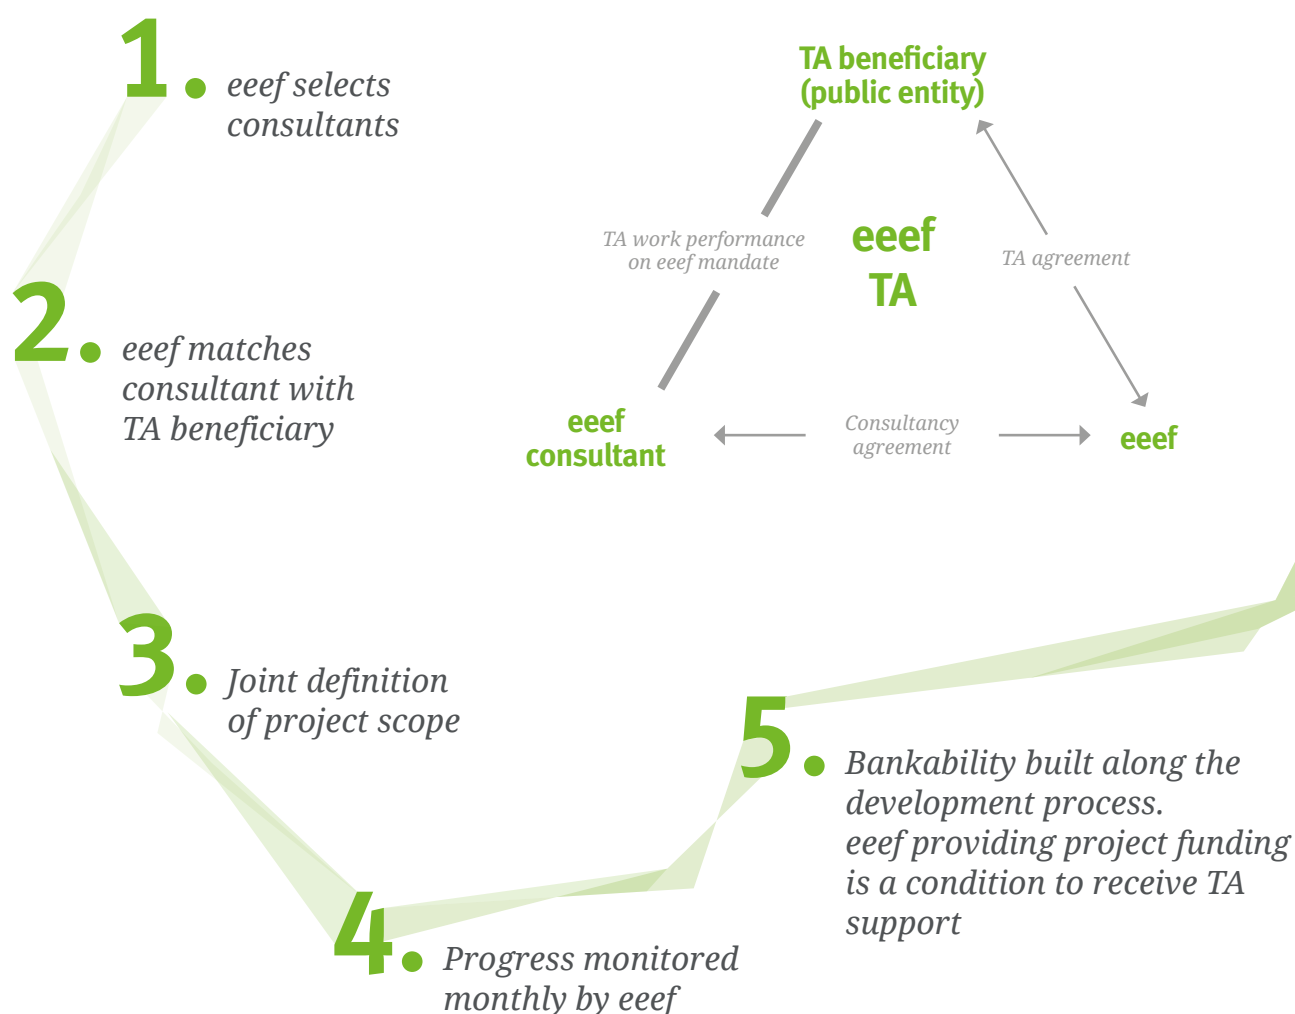 1.
eeef selects
consultants
2.
eeef matches
consultant with
TA beneficiary
3.
Joint definition
of project scope
4.
Progress monitored
monthly by eeef
5.
Bankability built along the
development process.
eeef providing project funding
is a condition to receive TA
support
TA beneficiary
(public entity)
TA work performance
on eeef mandate
eeef
TA
TA agreement
eeef
consultant
Consultancy
agreement
eeef